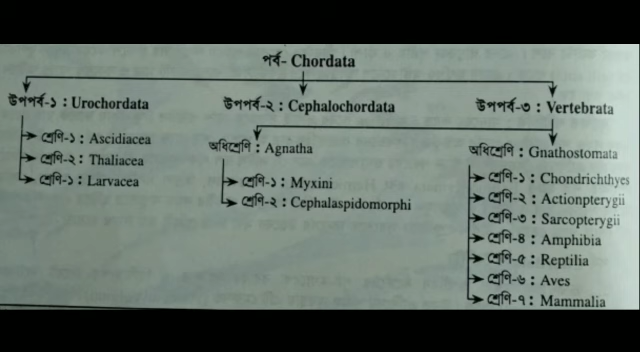 পর্ব- Chordata
উপপর্ব-১ : Urochordata
উপপর্ব-২ : Cephalochordata
উপপর্ব-৩ : Vertebrata
শ্রেণি-১ : Ascidiacea
শ্রেণি-২ : Thaliacea
শ্রেণি-১ : Larvacea
অধিশ্রেণি : Agnatha
শ্রেণি-১ : Myxini
শ্রেণি-২ : Cephalaspidomorphi
অধিশ্রেণি : Gnathostomata
শ্রেণি-১ : Chondrichthyes
শ্রেণি-২ : Actionpterygii
শ্রেণি-৩ : Sarcopterygii
শ্রেণি-৪ : Amphibia
শ্রেণি-৫ : Reptilia
শ্রেণি-৬ : Aves
শ্রেণি-৭ : Mammalia